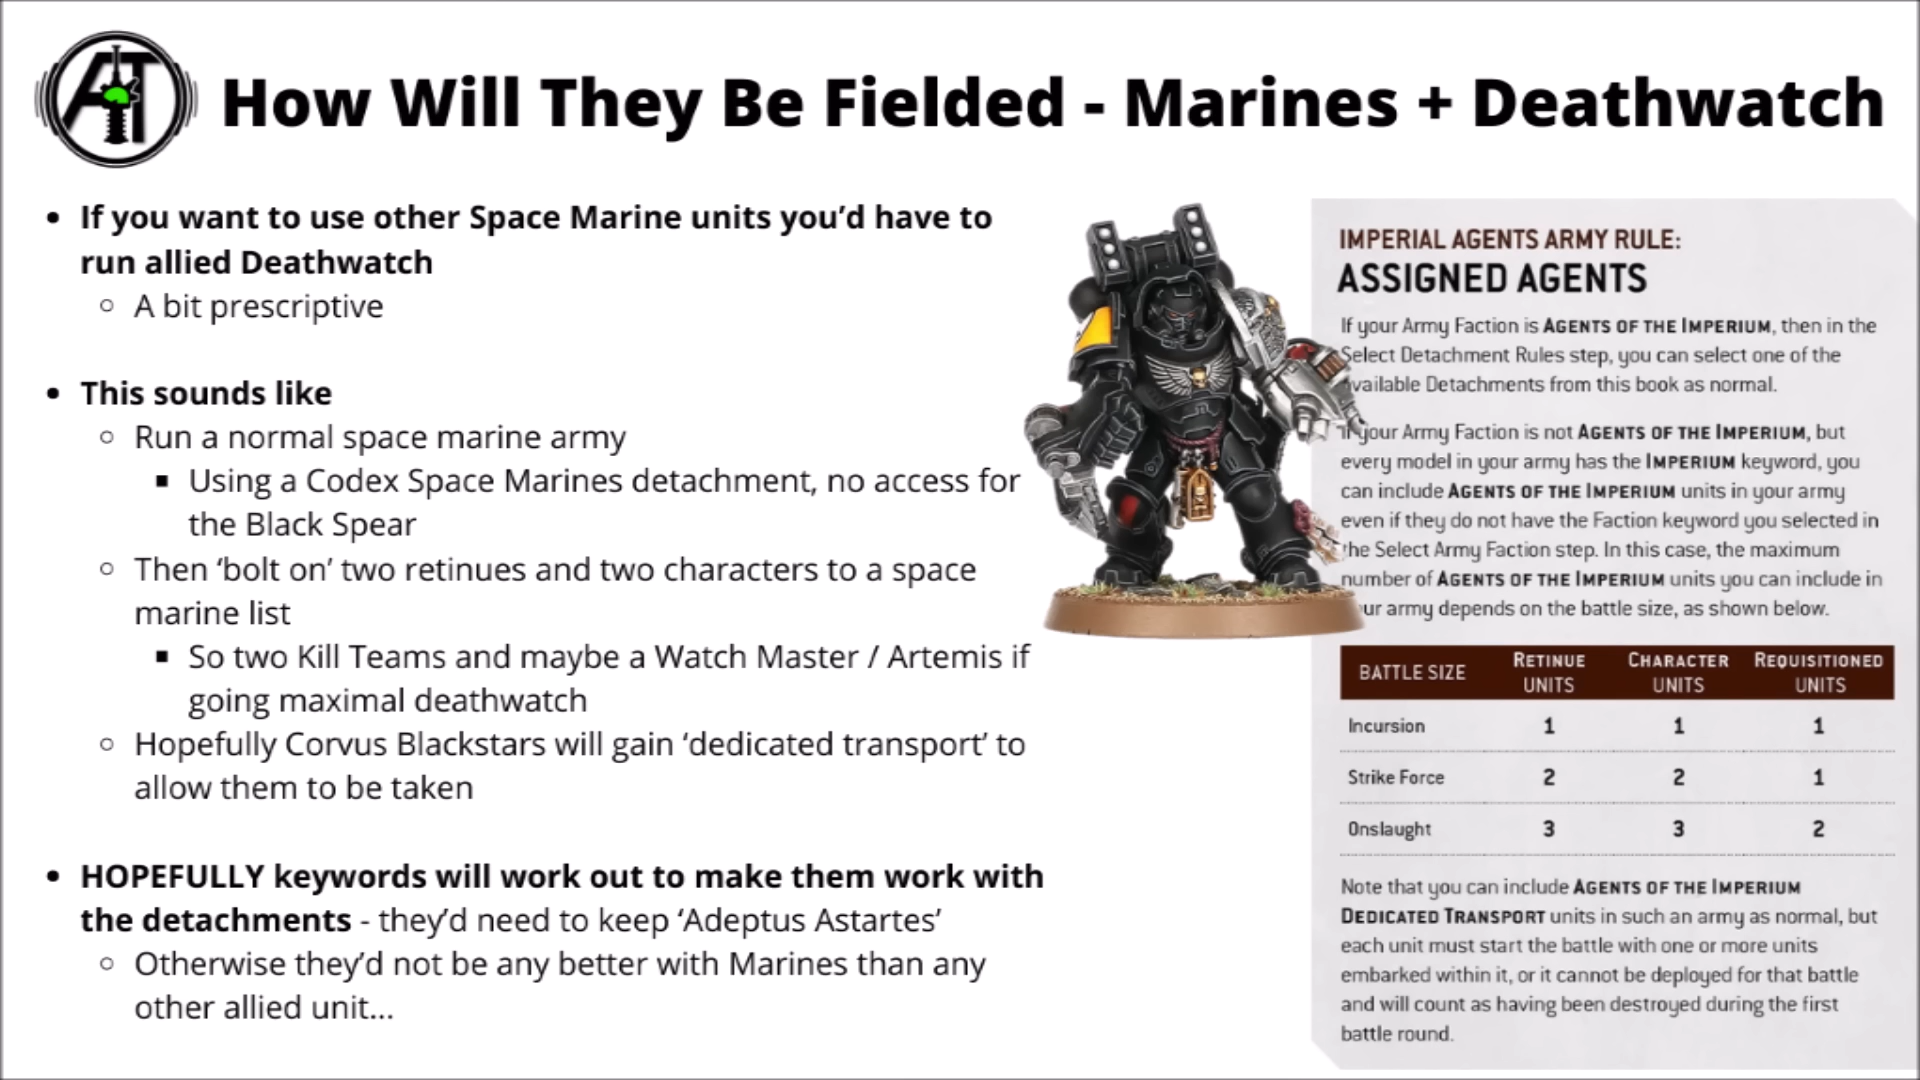 AT
How Will They Be Fielded - Marines + Deathwatch
• If you want to use other Space Marine units you’d have to
run allied Deathwatch
○ A bit prescriptive
• This sounds like
○ Run a normal space marine army
▪ Using a Codex Space Marines detachment, no access for
the Black Spear
○ Then ‘bolt on’ two retinues and two characters to a space
marine list
▪ So two Kill Teams and maybe a Watch Master / Artemis if
going maximal deathwatch
○ Hopefully Corvus Blackstars will gain ‘dedicated transport’ to
allow them to be taken
• HOPEFULLY keywords will work out to make them work with
the detachments - they’d need to keep ‘Adeptus Astartes’
○ Otherwise they’d not be any better with Marines than any
other allied unit...
IMPERIAL AGENTS ARMY RULE:
ASSIGNED AGENTS
If your Army Faction is AGENTS OF THE IMPERIUM, then in the
Select Detachment Rules step, you can select one of the
available Detachments from this book as normal.
If your Army Faction is not AGENTS OF THE IMPERIUM, but
every model in your army has the IMPERIUM keyword, you
can include AGENTS OF THE IMPERIUM units in your army
even if they do not have the Faction keyword you selected in
the Select Army Faction step. In this case, the maximum
number of AGENTS OF THE IMPERIUM units you can include in
your army depends on the battle size, as shown below.
BATTLE SIZE RETINUE UNITS CHARACTER UNITS REQUISITIONED UNITS
Incursion 1 1 1
Strike Force 2 2 1
Onslaught 3 3 2
Note that you can include AGENTS OF THE IMPERIUM
DEDICATED TRANSPORT units in such an army as normal, but
each unit must start the battle with one or more units
embarked within it, or it cannot be deployed for that battle
and will count as having been destroyed during the first
battle round.